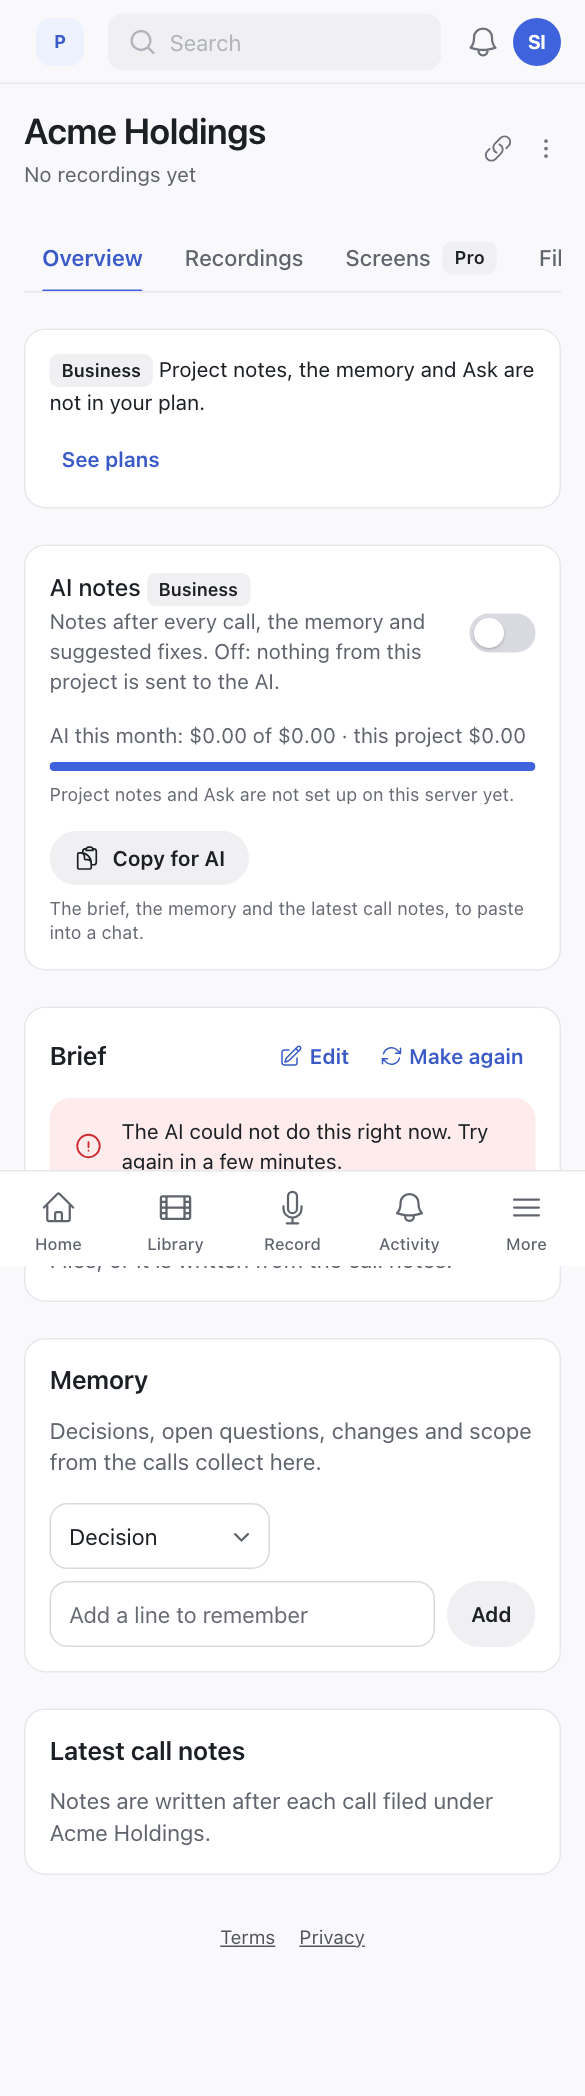 P
Search
SI
Acme Holdings
No recordings yet
Overview
Recordings
Screens
Pro
Fil
Business Project notes, the memory and Ask are
not in your plan.
See plans
AI notes Business
Notes after every call, the memory and
suggested fixes. Off: nothing from this
project is sent to the AI.
AI this month: $0.00 of $0.00 · this project $0.00
Project notes and Ask are not set up on this server yet.
Copy for AI
The brief, the memory and the latest call notes, to paste
into a chat.
Brief
Edit
Make again
The AI could not do this right now. Try
again in a few minutes.
Home
Library
Record
Activity
More
Memory
Decisions, open questions, changes and scope
from the calls collect here.
Decision
Add a line to remember
Add
Latest call notes
Notes are written after each call filed under
Acme Holdings.
Terms
Privacy